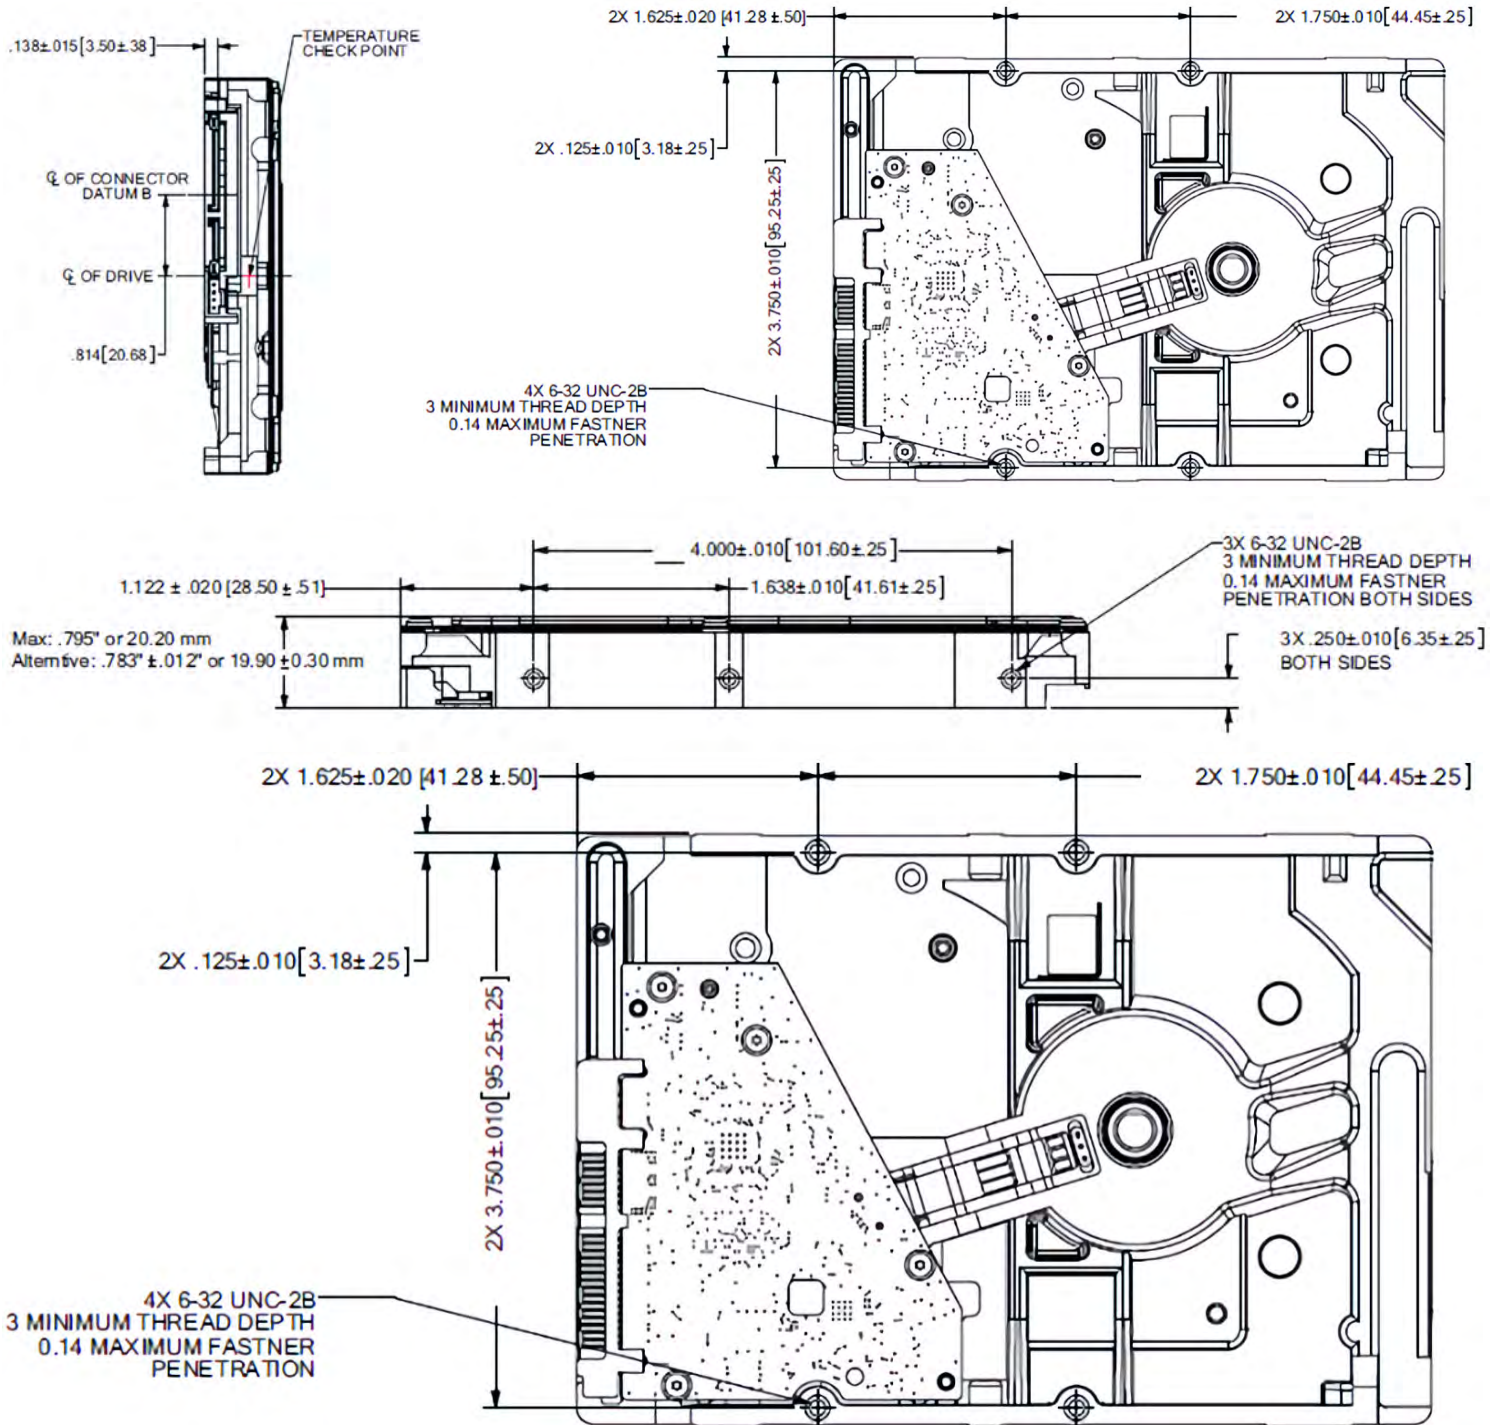 .138±.015[3.50±.38]
TEMPERATURE
CHECK POINT
℄ OF CONNECTOR
DATUM B
℄ OF DRIVE
.814[20.68]
2X 1.625±.020 [41.28 ±.50]
2X 1.750±.010[44.45±.25]
2X .125±.010[3.18±.25]
2X 3.750±.010[95.25±.25]
4X 6-32 UNC-2B
3 MINIMUM THREAD DEPTH
0.14 MAXIMUM FASTNER
PENETRATION
4.000±.010[101.60±.25]
1.122 ±.020 [28.50 ±.51]
1.638±.010[41.61±.25]
3X 6-32 UNC-2B
3 MINIMUM THREAD DEPTH
0.14 MAXIMUM FASTNER
PENETRATION BOTH SIDES
Max: .795" or 20.20 mm
Alterntive: .783" ±.012" or 19.90 ±0.30 mm
3X .250±.010[6.35±.25]
BOTH SIDES
2X 1.625±.020 [41.28 ±.50]
2X 1.750±.010[44.45±.25]
2X .125±.010[3.18±.25]
2X 3.750±.010[95.25±.25]
4X 6-32 UNC-2B
3 MINIMUM THREAD DEPTH
0.14 MAXIMUM FASTNER
PENETRATION